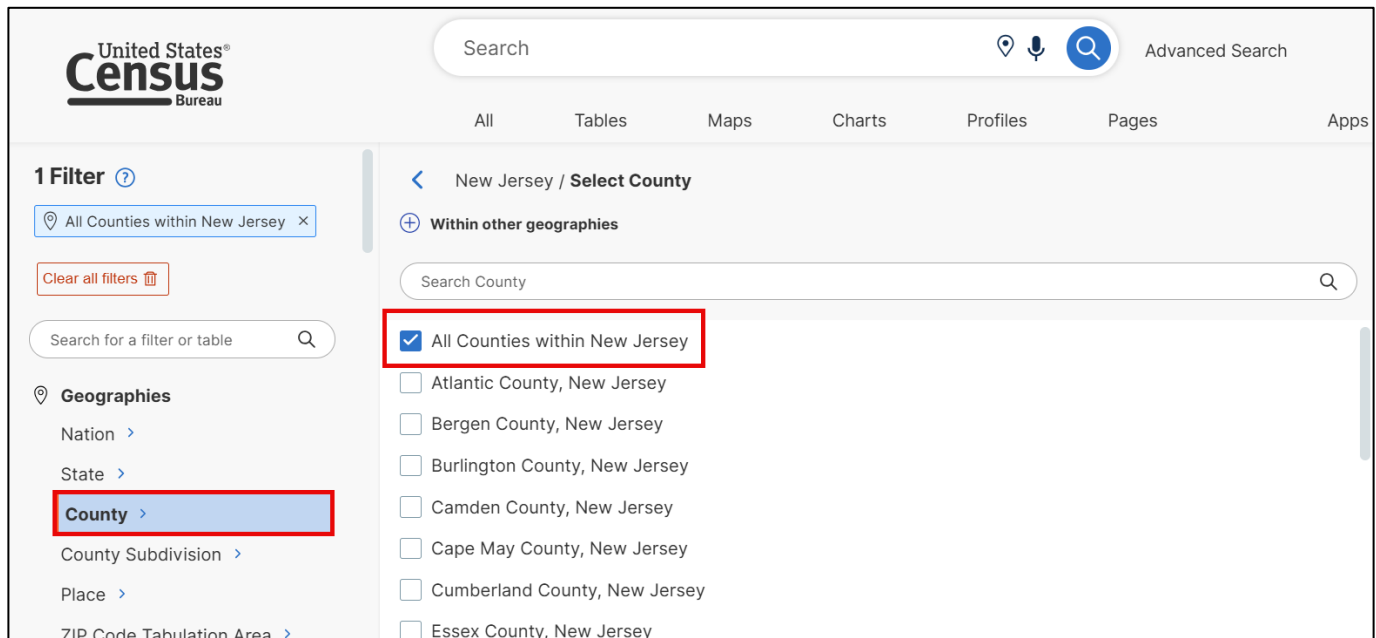 United States®
Census
Bureau
Search
Advanced Search
All Tables Maps Charts Profiles Pages Apps
1 Filter ?
All Counties within New Jersey ×
Clear all filters
Search for a filter or table
Geographies
Nation >
State >
County >
County Subdivision >
Place >
ZIP Code Tabulation Area >
New Jersey / Select County
Within other geographies
Search County
All Counties within New Jersey
Atlantic County, New Jersey
Bergen County, New Jersey
Burlington County, New Jersey
Camden County, New Jersey
Cape May County, New Jersey
Cumberland County, New Jersey
Essex County, New Jersey